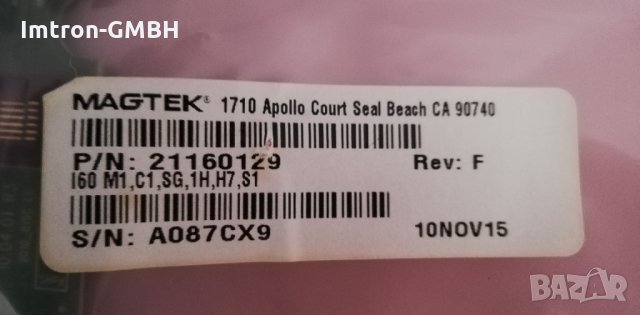 Imtron-GMBH
MAGTEK® 1710 Apollo Court Seal Beach CA 90740
P/N: 21160129 Rev: F
I60 M1,C1,SG,1H,H7,S1
S/N: A087CX9 10NOV15
BAZAR